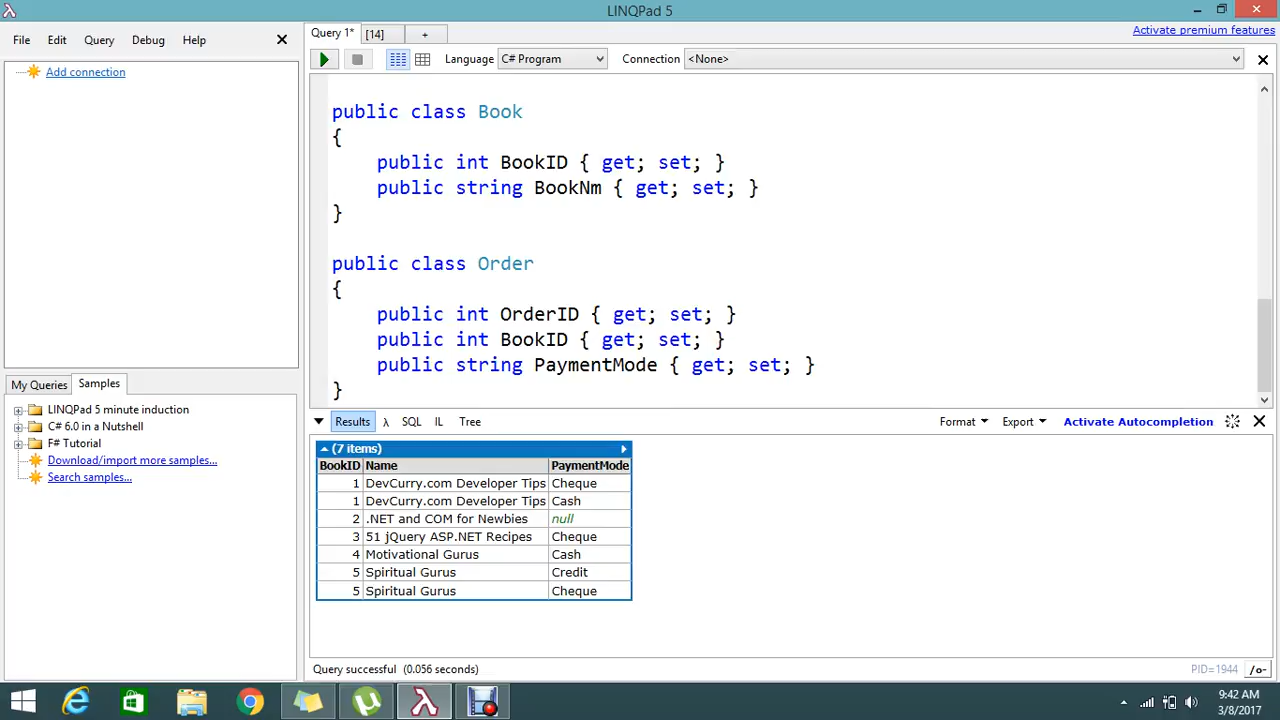 LINQPad 5
File Edit Query Debug Help
Add connection
My Queries Samples
LINQPad 5 minute induction
C# 6.0 in a Nutshell
F# Tutorial
Download/import more samples...
Search samples...
Query 1* [14] +
Activate premium features
Language C# Program Connection <None>
public class Book
{
public int BookID { get; set; }
public string BookNm { get; set; }
}
public class Order
{
public int OrderID { get; set; }
public int BookID { get; set; }
public string PaymentMode { get; set; }
}
Results λ SQL IL Tree Format Export Activate Autocompletion
(7 items)
BookID Name PaymentMode
1 DevCurry.com Developer Tips Cheque
1 DevCurry.com Developer Tips Cash
2 .NET and COM for Newbies null
3 51 jQuery ASP.NET Recipes Cheque
4 Motivational Gurus Cash
5 Spiritual Gurus Credit
5 Spiritual Gurus Cheque
Query successful (0.056 seconds) PID=1944 /o-
9:42 AM
3/8/2017